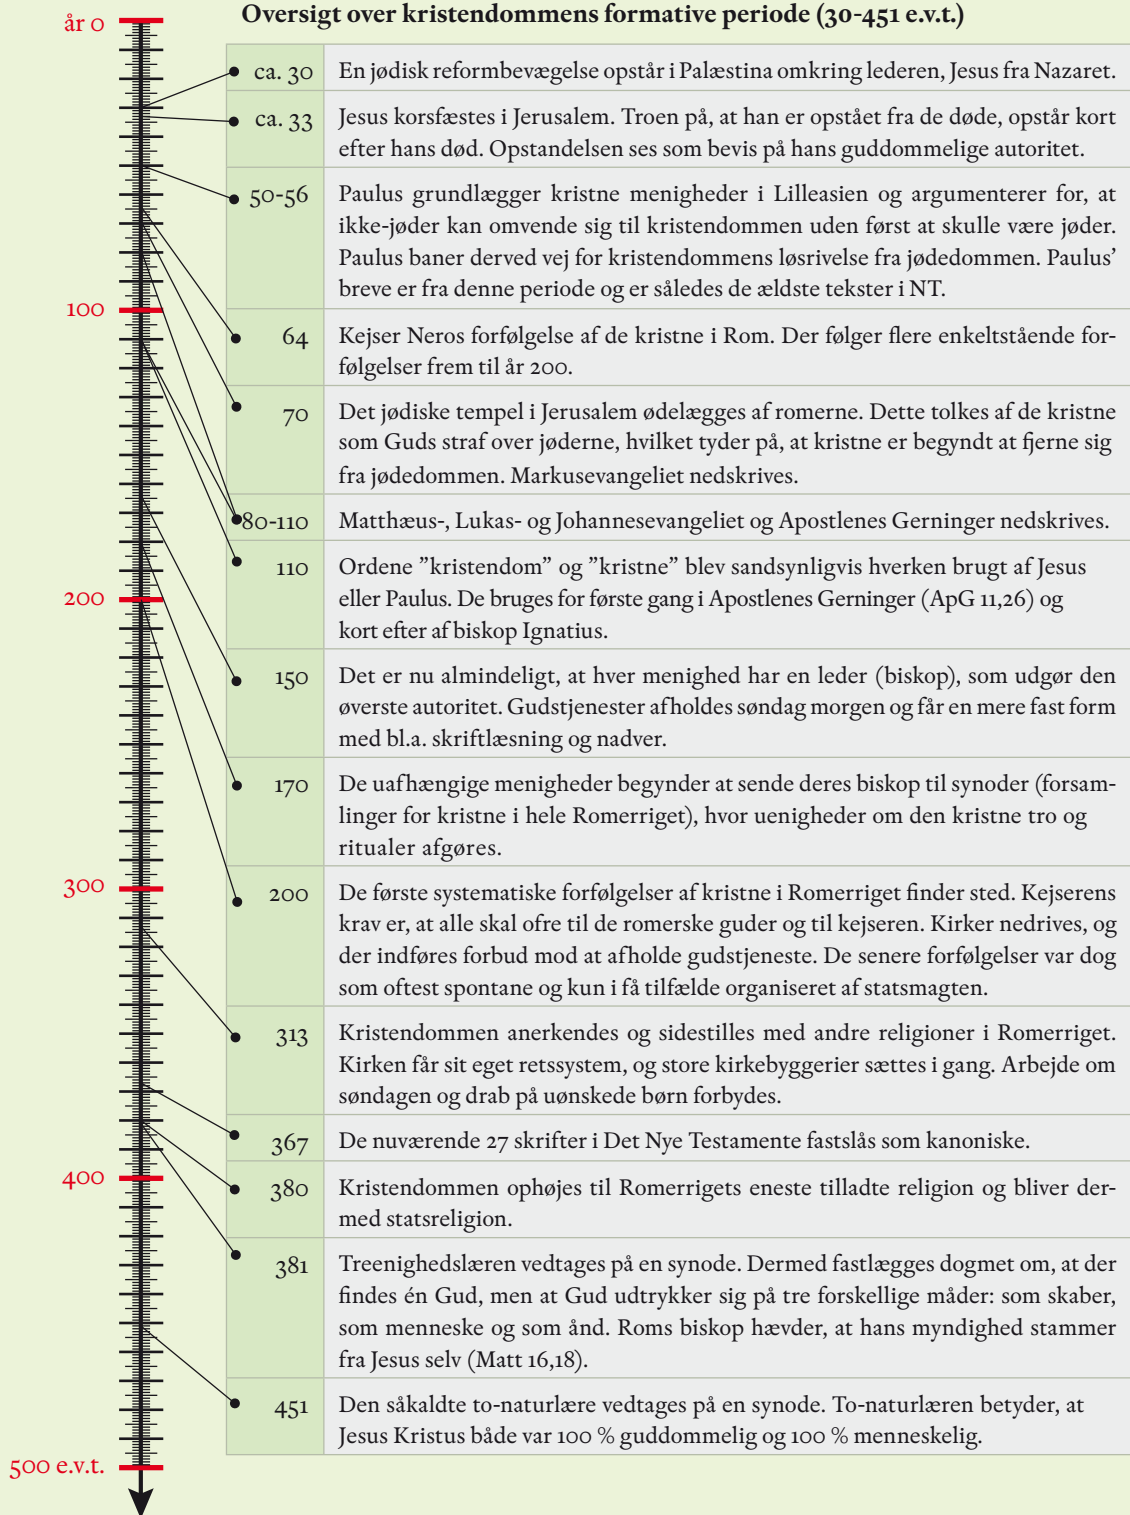 Oversigt over kristendommens formative periode (30-451 e.v.t.)
år 0
100
200
300
400
500 e.v.t.
ca. 30
En jødisk reformbevægelse opstår i Palæstina omkring lederen, Jesus fra Nazaret.
ca. 33
Jesus korsfæstes i Jerusalem. Troen på, at han er opstået fra de døde, opstår kort
efter hans død. Opstandelsen ses som bevis på hans guddommelige autoritet.
50-56
Paulus grundlægger kristne menigheder i Lilleasien og argumenterer for, at
ikke-jøder kan omvende sig til kristendommen uden først at skulle være jøder.
Paulus baner derved vej for kristendommens løsrivelse fra jødedommen. Paulus’
breve er fra denne periode og er således de ældste tekster i NT.
64
Kejser Neros forfølgelse af de kristne i Rom. Der følger flere enkeltstående for-
følgelser frem til år 200.
70
Det jødiske tempel i Jerusalem ødelægges af romerne. Dette tolkes af de kristne
som Guds straf over jøderne, hvilket tyder på, at kristne er begyndt at fjerne sig
fra jødedommen. Markusevangeliet nedskrives.
80-110
Matthæus-, Lukas- og Johannesevangeliet og Apostlenes Gerninger nedskrives.
110
Ordene ”kristendom” og ”kristne” blev sandsynligvis hverken brugt af Jesus
eller Paulus. De bruges for første gang i Apostlenes Gerninger (ApG 11,26) og
kort efter af biskop Ignatius.
150
Det er nu almindeligt, at hver menighed har en leder (biskop), som udgør den
øverste autoritet. Gudstjenester afholdes søndag morgen og får en mere fast form
med bl.a. skriftlæsning og nadver.
170
De uafhængige menigheder begynder at sende deres biskop til synoder (forsam-
linger for kristne i hele Romerriget), hvor uenigheder om den kristne tro og
ritualer afgøres.
200
De første systematiske forfølgelser af kristne i Romerriget finder sted. Kejserens
krav er, at alle skal ofre til de romerske guder og til kejseren. Kirker nedrives, og
der indføres forbud mod at afholde gudstjeneste. De senere forfølgelser var dog
som oftest spontane og kun i få tilfælde organiseret af statsmagten.
313
Kristendommen anerkendes og sidestilles med andre religioner i Romerriget.
Kirken får sit eget retssystem, og store kirkebyggerier sættes i gang. Arbejde om
søndagen og drab på uønskede børn forbydes.
367
De nuværende 27 skrifter i Det Nye Testamente fastslås som kanoniske.
380
Kristendommen ophøjes til Romerrigets eneste tilladte religion og bliver der-
med statsreligion.
381
Treenighedslæren vedtages på en synode. Dermed fastlægges dogmet om, at der
findes én Gud, men at Gud udtrykker sig på tre forskellige måder: som skaber,
som menneske og som ånd. Roms biskop hævder, at hans myndighed stammer
fra Jesus selv (Matt 16,18).
451
Den såkaldte to-naturlære vedtages på en synode. To-naturlæren betyder, at
Jesus Kristus både var 100 % guddommelig og 100 % menneskelig.